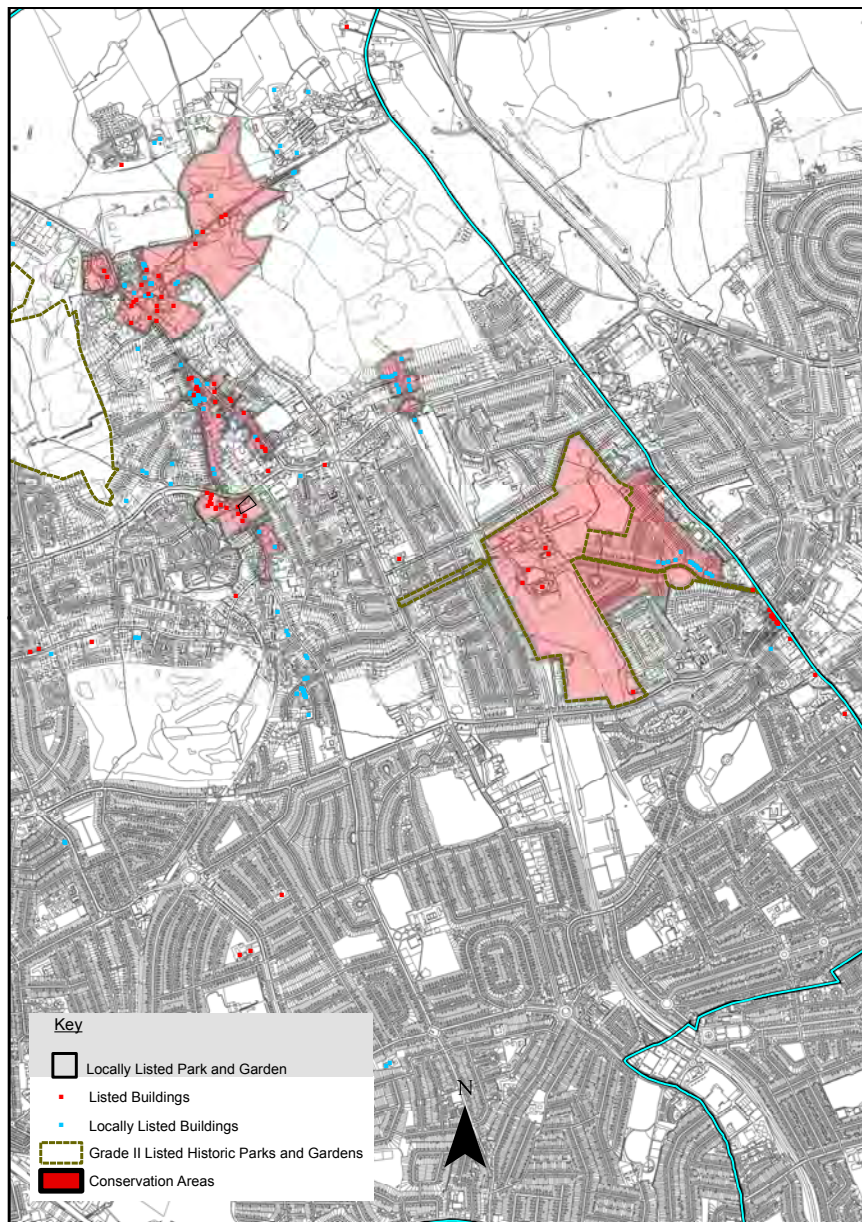 Key
Locally Listed Park and Garden
Listed Buildings
Locally Listed Buildings
Grade II Listed Historic Parks and Gardens
Conservation Areas
N